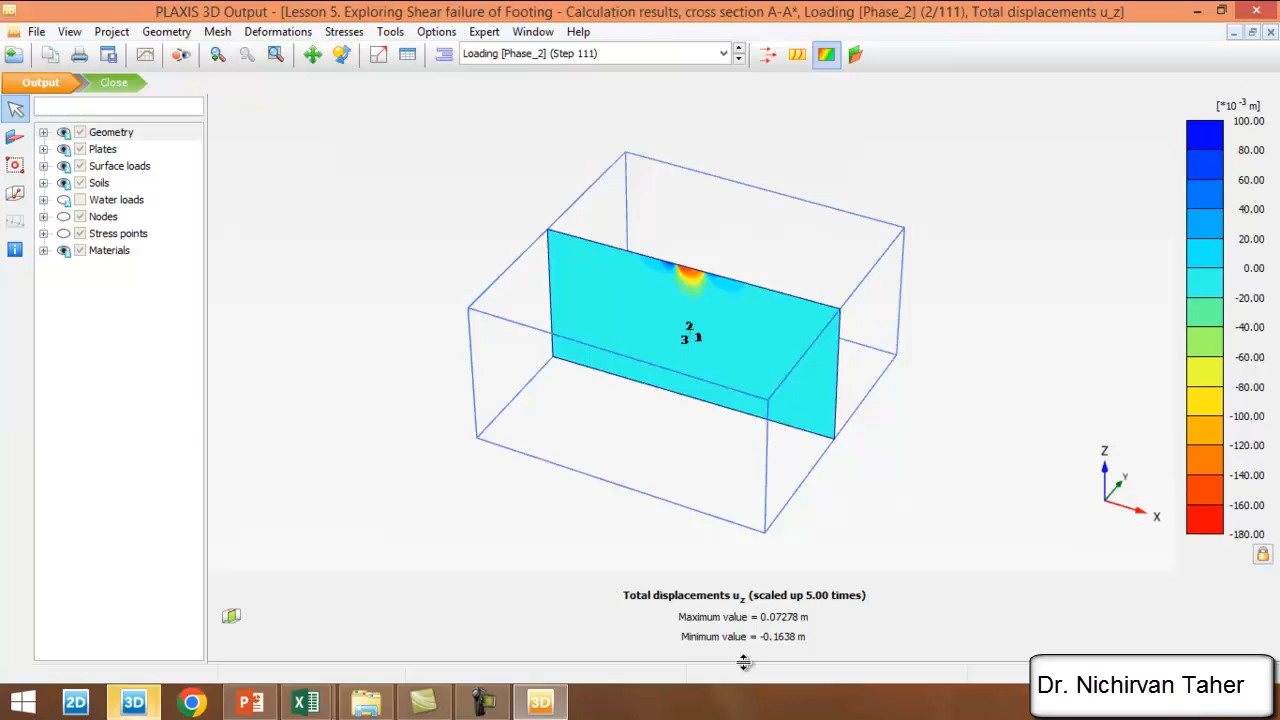 PLAXIS 3D Output - [Lesson 5. Exploring Shear failure of Footing - Calculation results, cross section A-A*, Loading [Phase_2] (2/111), Total displacements u_z]
File View Project Geometry Mesh Deformations Stresses Tools Options Expert Window Help
Loading [Phase_2] (Step 111)
Output Close
Geometry
Plates
Surface loads
Soils
Water loads
Nodes
Stress points
Materials
[*10⁻³ m]
100.00
80.00
60.00
40.00
20.00
0.00
-20.00
-40.00
-60.00
-80.00
-100.00
-120.00
-140.00
-160.00
-180.00
2
3 1
Z
Y
X
Total displacements uz (scaled up 5.00 times)
Maximum value = 0.07278 m
Minimum value = -0.1638 m
Dr. Nichirvan Taher
2D 3D 3D